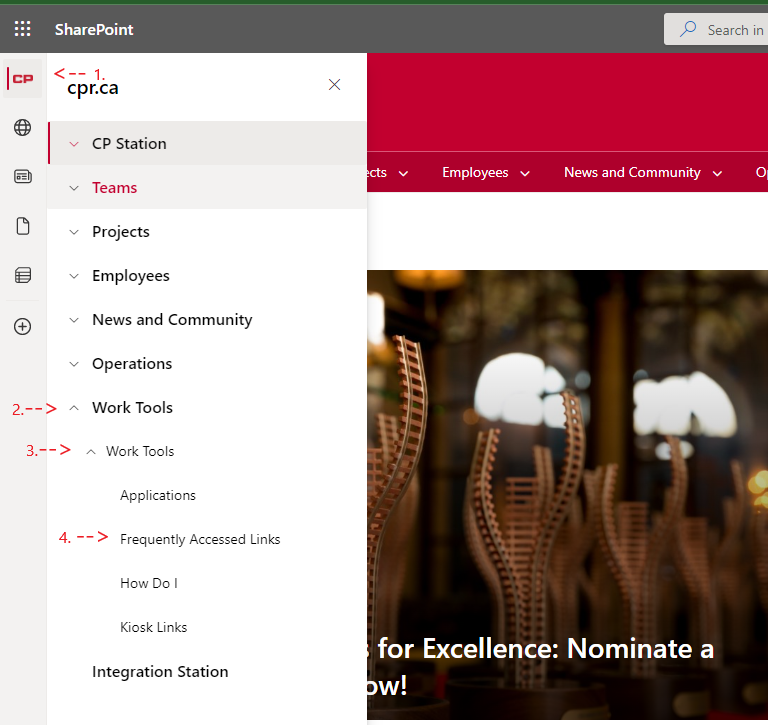 SharePoint
Search in
CP
1.
cpr.ca
CP Station
Teams
Projects
Employees
News and Community
Operations
2.
Work Tools
3.
Work Tools
Applications
4.
Frequently Accessed Links
How Do I
Kiosk Links
Integration Station
Employees
News and Community
for Excellence: Nominate a